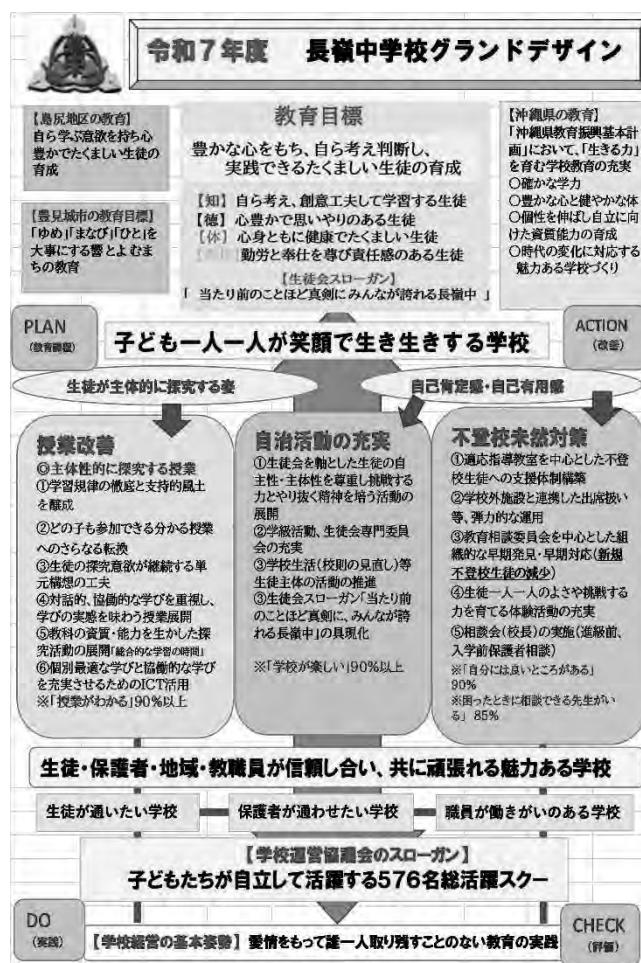 令和7年度 長嶺中学校グランドデザイン
【島尻地区の教育】
自ら学ぶ意欲を持ち心
豊かでたくましい生徒の
育成
【豊見城市の教育目標】
「ゆめ」「まなび」「ひと」を
大事にする響とよむま
ちの教育
教育目標
豊かな心をもち、自ら考え判断し、
実践できるたくましい生徒の育成
【知】自ら考え、創意工夫して学習する生徒
【徳】心豊かで思いやりのある生徒
【体】心身ともに健康でたくましい生徒
勤労と奉仕を尊び責任感のある生徒
【生徒会スローガン】
「 当たり前のことほど真剣に みんなが誇れる長嶺中 」
【沖縄県の教育】
「沖縄県教育振興基本計
画」において、「生きる力」
を育む学校教育の充実
〇確かな学力
〇豊かな心と健やかな体
〇個性を伸ばし自立に向
けた資質能力の育成
〇時代の変化に対応する
魅力ある学校づくり
PLAN
(教育課程)
子ども一人一人が笑顔で生き生きする学校
ACTION
(改善)
生徒が主体的に探究する姿
自己肯定感・自己有用感
授業改善
◎主体性的に探究する授業
①学習規律の徹底と支持的風土
を醸成
②どの子も参加できる分かる授業
へのさらなる転換
③生徒の探究意欲が継続する単
元構想の工夫
④対話的、協働的な学びを重視し、
学びの実感を味わう授業展開
⑤教科の資質・能力を生かした探
究活動の展開「総合的な学習の時間」
⑥個別最適な学びと協働的な学び
を充実させるためのICT活用
※「授業がわかる」90%以上
自治活動の充実
①生徒会を軸とした生徒の自
主性・主体性を尊重し挑戦する
力とやり抜く精神を培う活動の
展開
②学級活動、生徒会専門委員
会の充実
③学校生活(校則の見直し)等
生徒主体の活動の推進
③生徒会スローガン「当たり前
のことほど真剣に、みんなが誇
れる長嶺中」の具現化
※「学校が楽しい」90%以上
不登校未然対策
①適応指導教室を中心とした不登
校生徒への支援体制構築
②学校外施設と連携した出席扱い
等、弾力的な運用
③教育相談委員会を中心とした組
織的な早期発見・早期対応(新規
不登校生徒の減少)
④生徒一人一人のよさや挑戦する
力を育てる体験活動の充実
⑤相談会(校長)の実施(進級前、
入学前保護者相談)
※「自分には良いところがある」
90%
※「困ったときに相談できる先生がい
る」 85%
生徒・保護者・地域・教職員が信頼し合い、共に頑張れる魅力ある学校
生徒が通いたい学校
保護者が通わせたい学校
職員が働きがいのある学校
【学校運営協議会のスローガン】
子どもたちが自立して活躍する576名総活躍スクー
DO
(実践)
【学校経営の基本姿勢】 愛情をもって誰一人取り残すことのない教育の実践
CHECK
(評価)